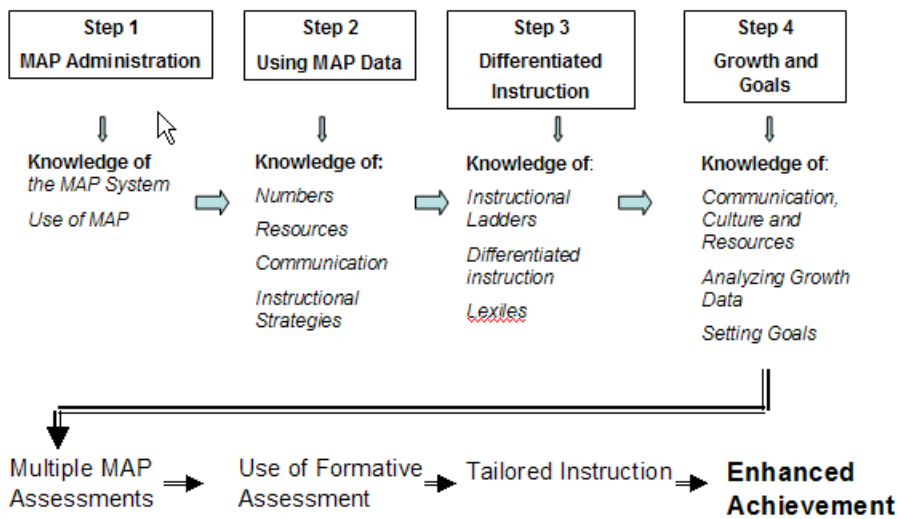 Step 1
MAP Administration
Step 2
Using MAP Data
Step 3
Differentiated
Instruction
Step 4
Growth and
Goals
Knowledge of
the MAP System
Use of MAP
Knowledge of:
Numbers
Resources
Communication
Instructional
Strategies
Knowledge of:
Instructional
Ladders
Differentiated
instruction
Lexiles
Knowledge of:
Communication,
Culture and
Resources
Analyzing Growth
Data
Setting Goals
Multiple MAP
Assessments
Use of Formative
Assessment
Tailored Instruction
Enhanced
Achievement